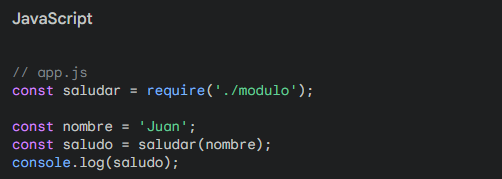 JavaScript
// app.js
const saludar = require('./modulo');
const nombre = 'Juan';
const saludo = saludar(nombre);
console.log(saludo);